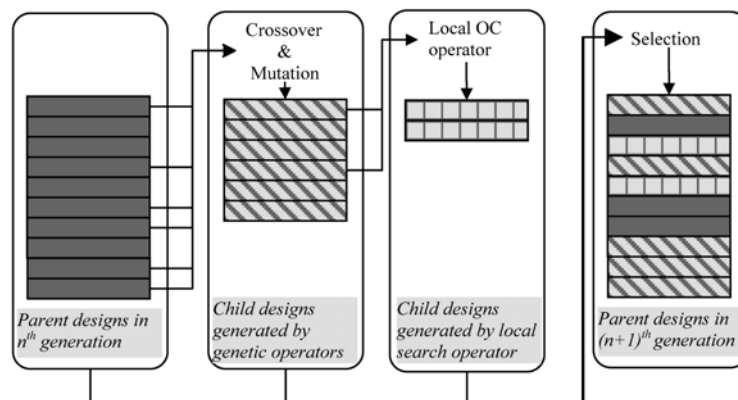 Crossover
&
Mutation
Local OC
operator
Selection
Parent designs in
nth generation
Child designs
generated by
genetic operators
Child designs
generated by local
search operator
Parent designs in
(n+1)th generation